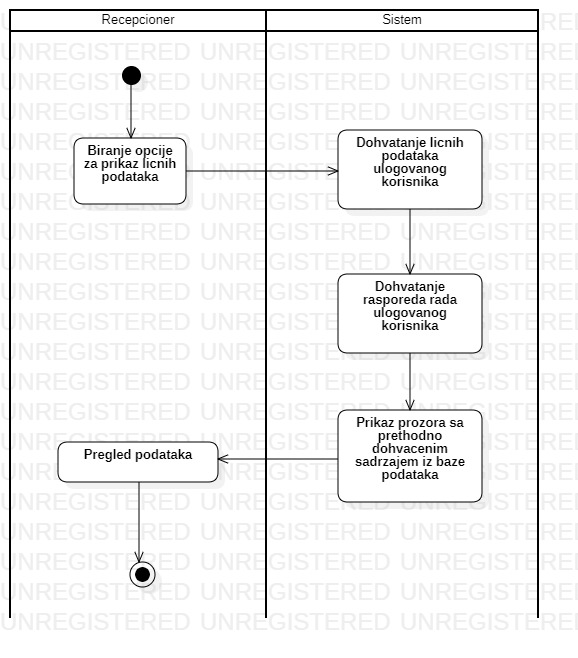 Recepcioner
Sistem
Biranje opcije
za prikaz licnih
podataka
Dohvatanje licnih
podataka
ulogovanog
korisnika
Dohvatanje
rasporeda rada
ulogovanog
korisnika
Prikaz prozora sa
prethodno
dohvacenim
sadrzajem iz baze
podataka
Pregled podataka
UNREGISTERED UNREGISTERED UNREGISTERE